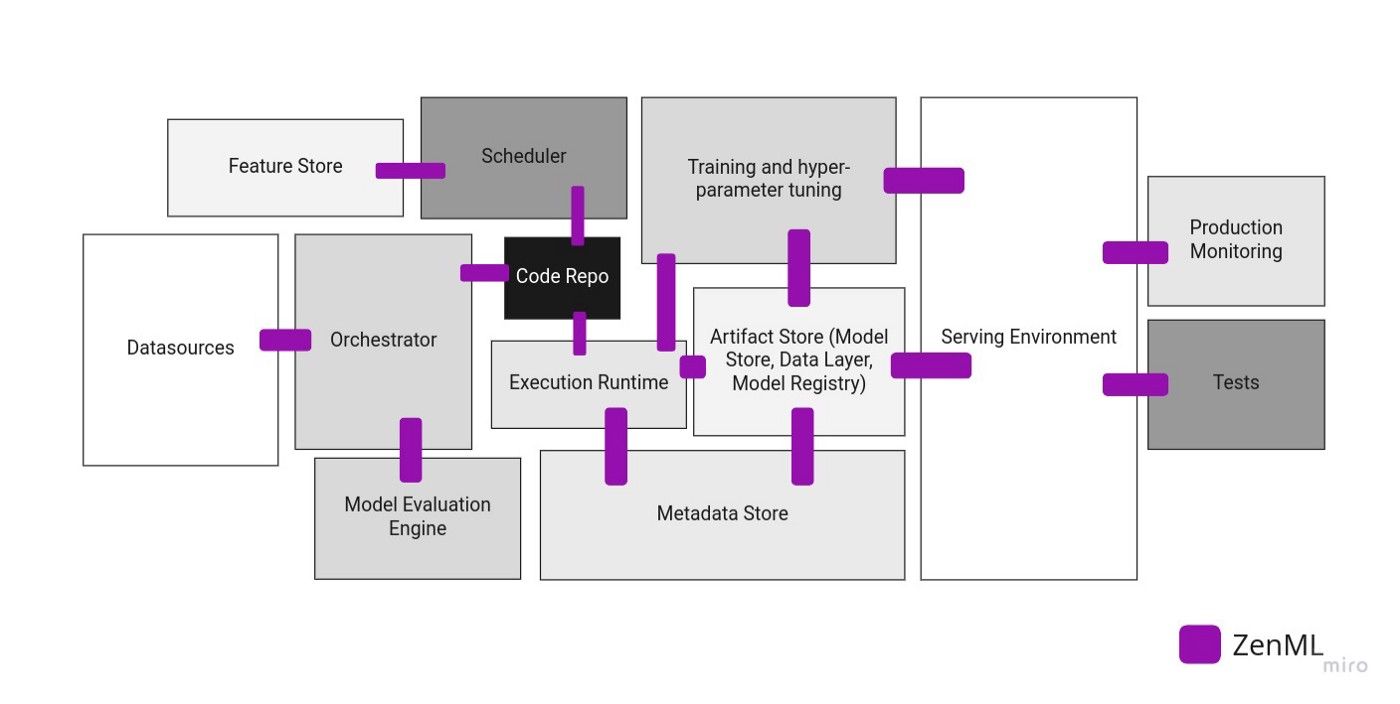 Feature Store
Scheduler
Training and hyper-
parameter tuning
Production
Monitoring
Code Repo
Datasources
Orchestrator
Execution Runtime
Artifact Store (Model
Store, Data Layer,
Model Registry)
Serving Environment
Tests
Model Evaluation
Engine
Metadata Store
ZenML
miro